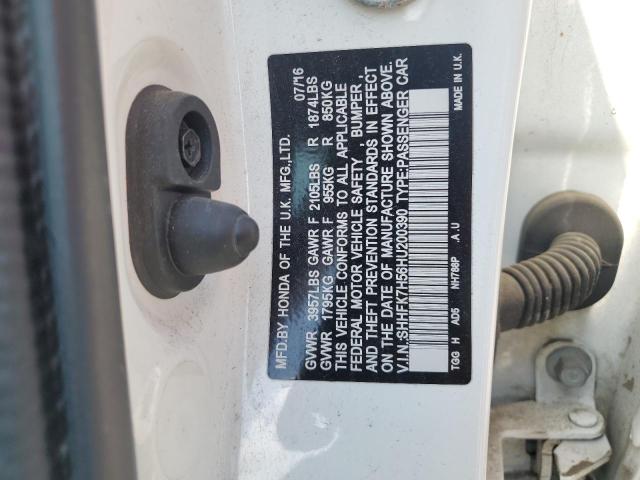 MFD.BY HONDA OF THE U.K. MFG.,LTD. 07/16
GVWR 3957LBS GAWR F 2105LBS R 1874LBS
GVWR 1795KG GAWR F 955KG R 850KG
THIS VEHICLE CONFORMS TO ALL APPLICABLE
FEDERAL MOTOR VEHICLE SAFETY , BUMPER ,
AND THEFT PREVENTION STANDARDS IN EFFECT
ON THE DATE OF MANUFACTURE SHOWN ABOVE.
V.I.N.:SHHFK7H56HU200390 TYPE:PASSENGER CAR
TGG H AD5 NH788P .A.U MADE IN U.K.